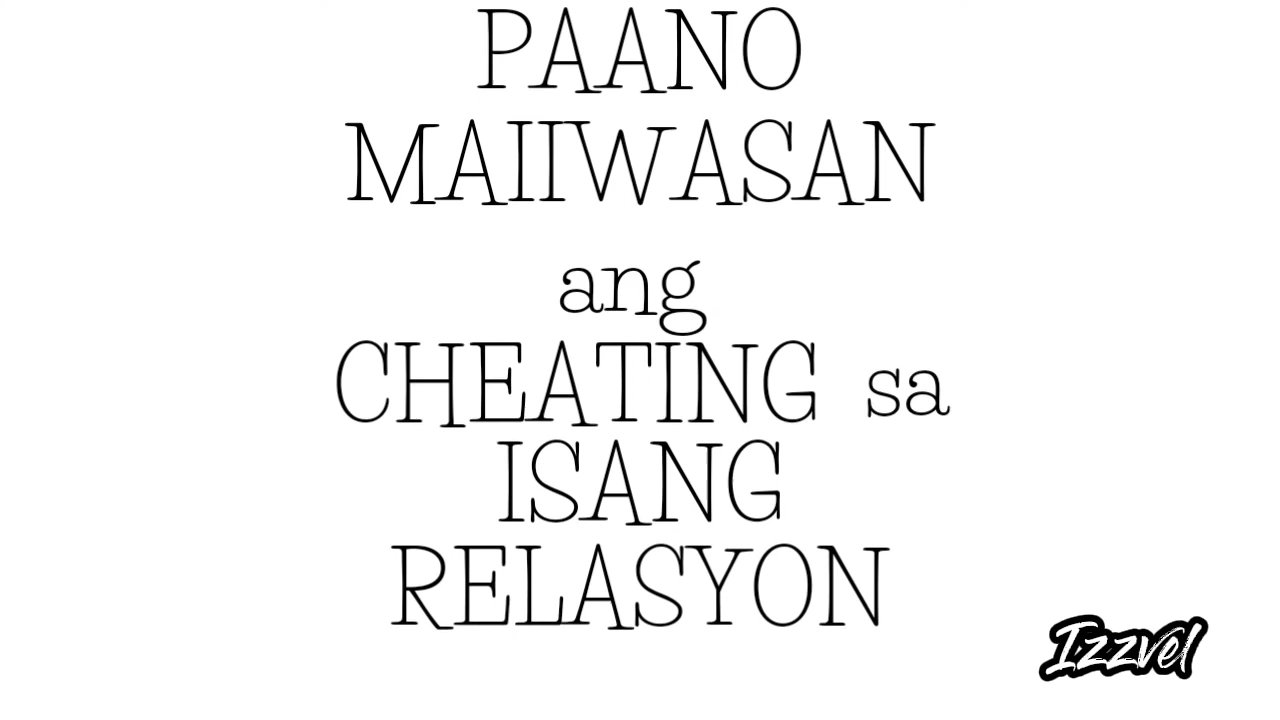 PAANO
MAIIWASAN
ang
CHEATING sa
ISANG
RELASYON
Izzvel